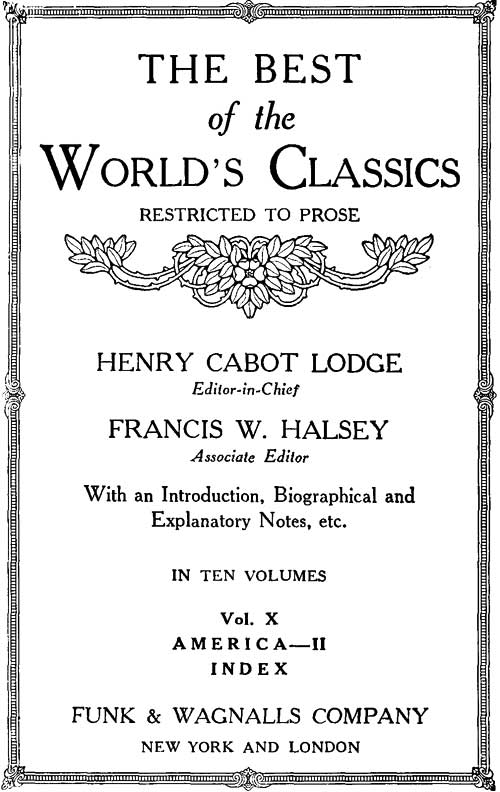 THE BEST
of the
WORLD'S CLASSICS
RESTRICTED TO PROSE
HENRY CABOT LODGE
Editor-in-Chief
FRANCIS W. HALSEY
Associate Editor
With an Introduction, Biographical and
Explanatory Notes, etc.
IN TEN VOLUMES
Vol. X
AMERICA—II
INDEX
FUNK & WAGNALLS COMPANY
NEW YORK AND LONDON